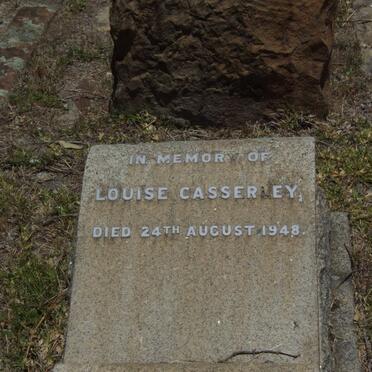 IN MEMORY OF
LOUISE CASSERLEY,
DIED 24TH AUGUST 1948.